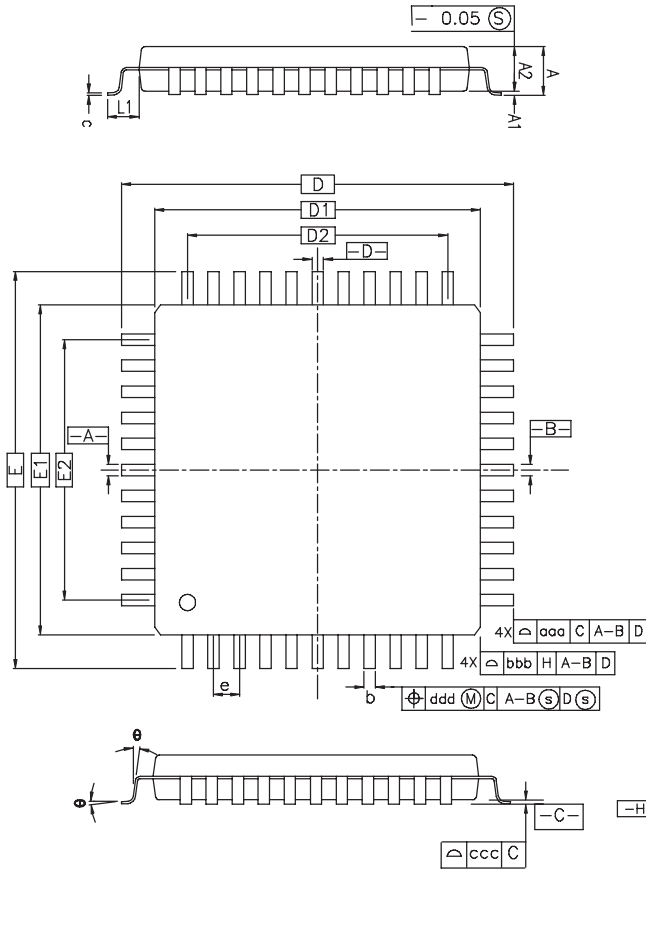 – 0.05 Ⓢ
A2
A
L1
c
A1
D
D1
D2
–D–
–A–
–B–
E
E1
E2
4X ⌓ aaa C A–B D
4X ⌓ bbb H A–B D
e
b
⌖ ddd Ⓜ C A–B Ⓢ D Ⓢ
θ
θ
–C–
–H
⌓ ccc C